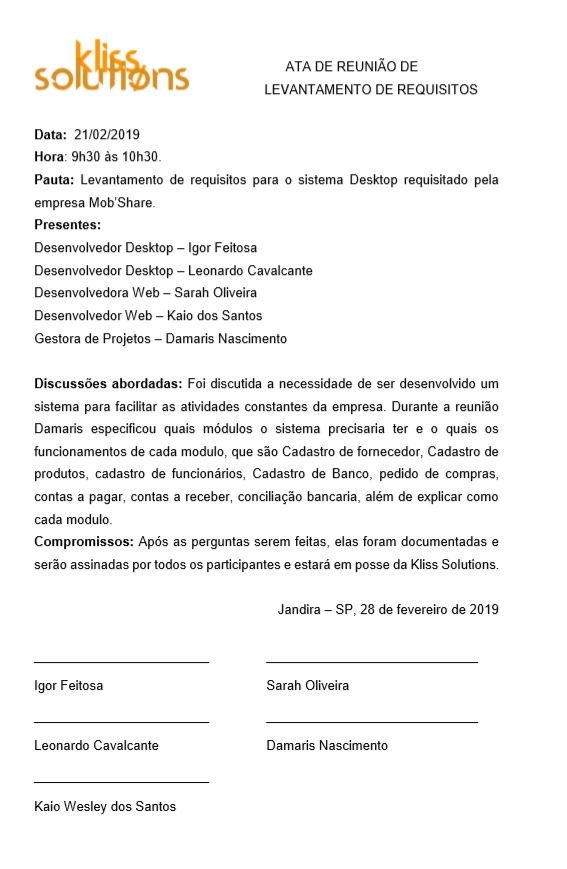 kliss
solutions
ATA DE REUNIÃO DE
LEVANTAMENTO DE REQUISITOS
Data: 21/02/2019
Hora: 9h30 às 10h30.
Pauta: Levantamento de requisitos para o sistema Desktop requisitado pela
empresa Mob'Share.
Presentes:
Desenvolvedor Desktop – Igor Feitosa
Desenvolvedor Desktop – Leonardo Cavalcante
Desenvolvedora Web – Sarah Oliveira
Desenvolvedor Web – Kaio dos Santos
Gestora de Projetos – Damaris Nascimento
Discussões abordadas: Foi discutida a necessidade de ser desenvolvido um
sistema para facilitar as atividades constantes da empresa. Durante a reunião
Damaris especificou quais módulos o sistema precisaria ter e o quais os
funcionamentos de cada modulo, que são Cadastro de fornecedor, Cadastro de
produtos, cadastro de funcionários, Cadastro de Banco, pedido de compras,
contas a pagar, contas a receber, conciliação bancaria, além de explicar como
cada modulo.
Compromissos: Após as perguntas serem feitas, elas foram documentadas e
serão assinadas por todos os participantes e estará em posse da Kliss Solutions.
Jandira – SP, 28 de fevereiro de 2019
Igor Feitosa
Sarah Oliveira
Leonardo Cavalcante
Damaris Nascimento
Kaio Wesley dos Santos